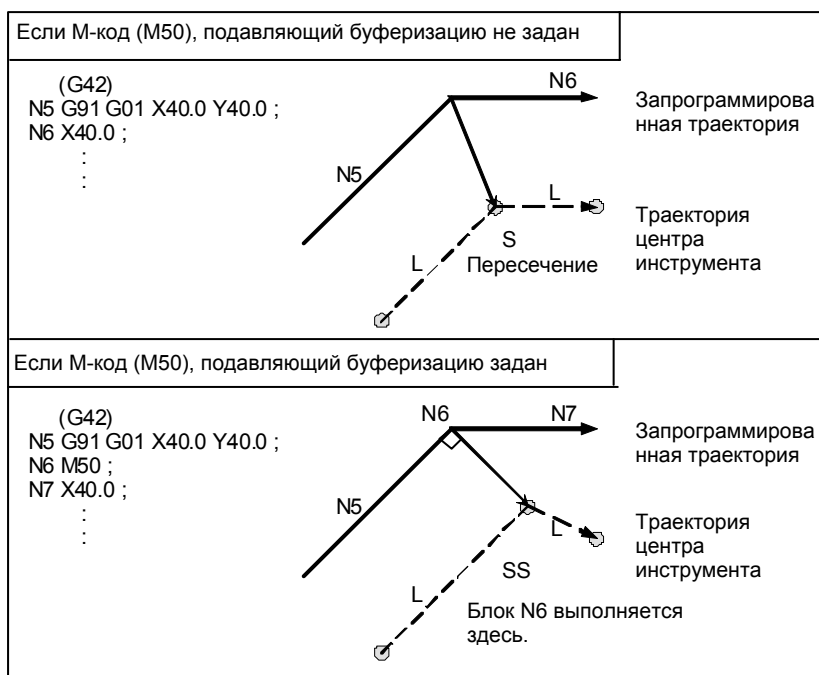 Если М-код (М50), подавляющий буферизацию не задан
(G42)
N5 G91 G01 X40.0 Y40.0 ;
N6 X40.0 ;
:
:
N6
N5
Запрограммирова
нная траектория
L
S
L
Пересечение
Траектория
центра
инструмента
Если М-код (М50), подавляющий буферизацию задан
(G42)
N5 G91 G01 X40.0 Y40.0 ;
N6 M50 ;
N7 X40.0 ;
:
:
N6
N7
N5
Запрограммирова
нная траектория
L
SS
L
Траектория
центра
инструмента
Блок N6 выполняется
здесь.